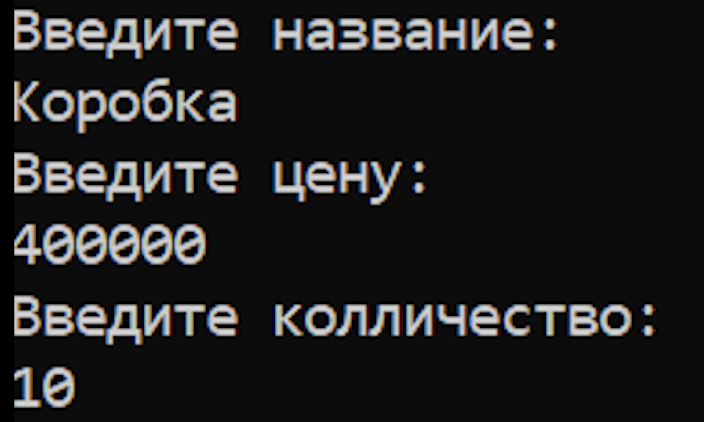 Введите название:
Коробка
Введите цену:
400000
Введите колличество:
10